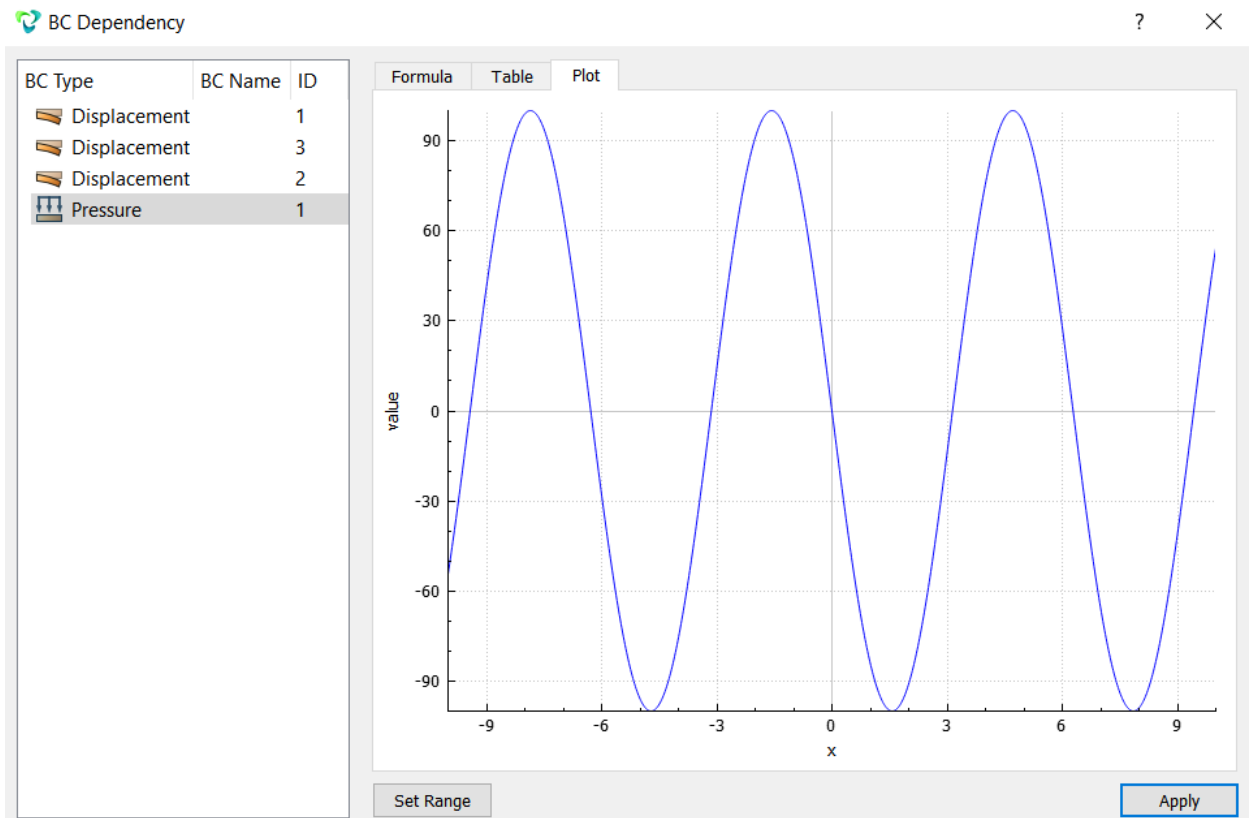 BC Dependency ?
BC Type BC Name ID
Displacement 1
Displacement 3
Displacement 2
Pressure 1
Formula Table Plot
90
60
30
0
-30
-60
-90
value
-9 -6 -3 0 3 6 9
x
Set Range Apply